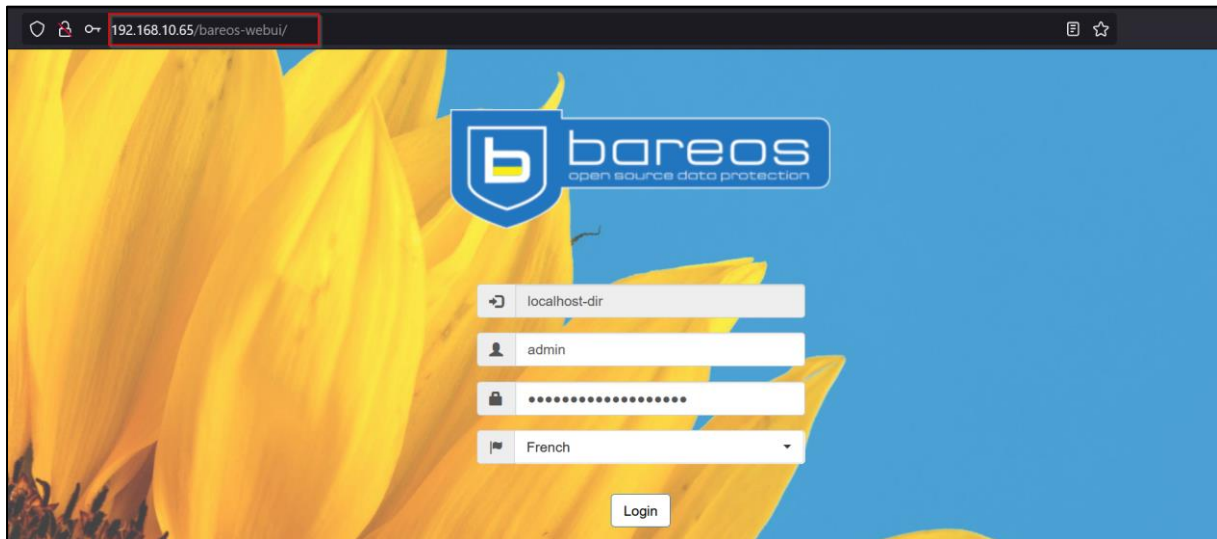 192.168.10.65/bareos-webui/
b bareos
open source data protection
localhost-dir
admin
•••••••••••••••••••
French
Login